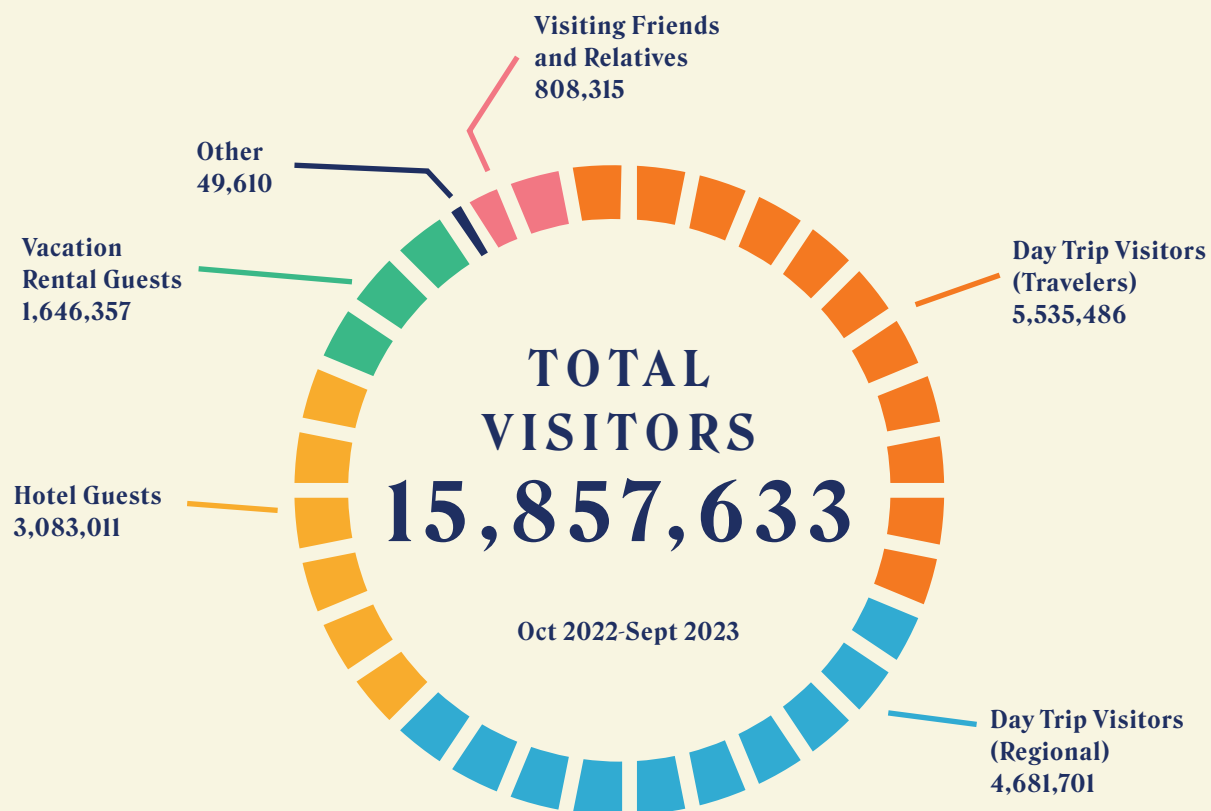 Visiting Friends
and Relatives
808,315
Other
49,610
Vacation
Rental Guests
1,646,357
Day Trip Visitors
(Travelers)
5,535,486
TOTAL
VISITORS
15,857,633
Hotel Guests
3,083,011
Oct 2022-Sept 2023
Day Trip Visitors
(Regional)
4,681,701